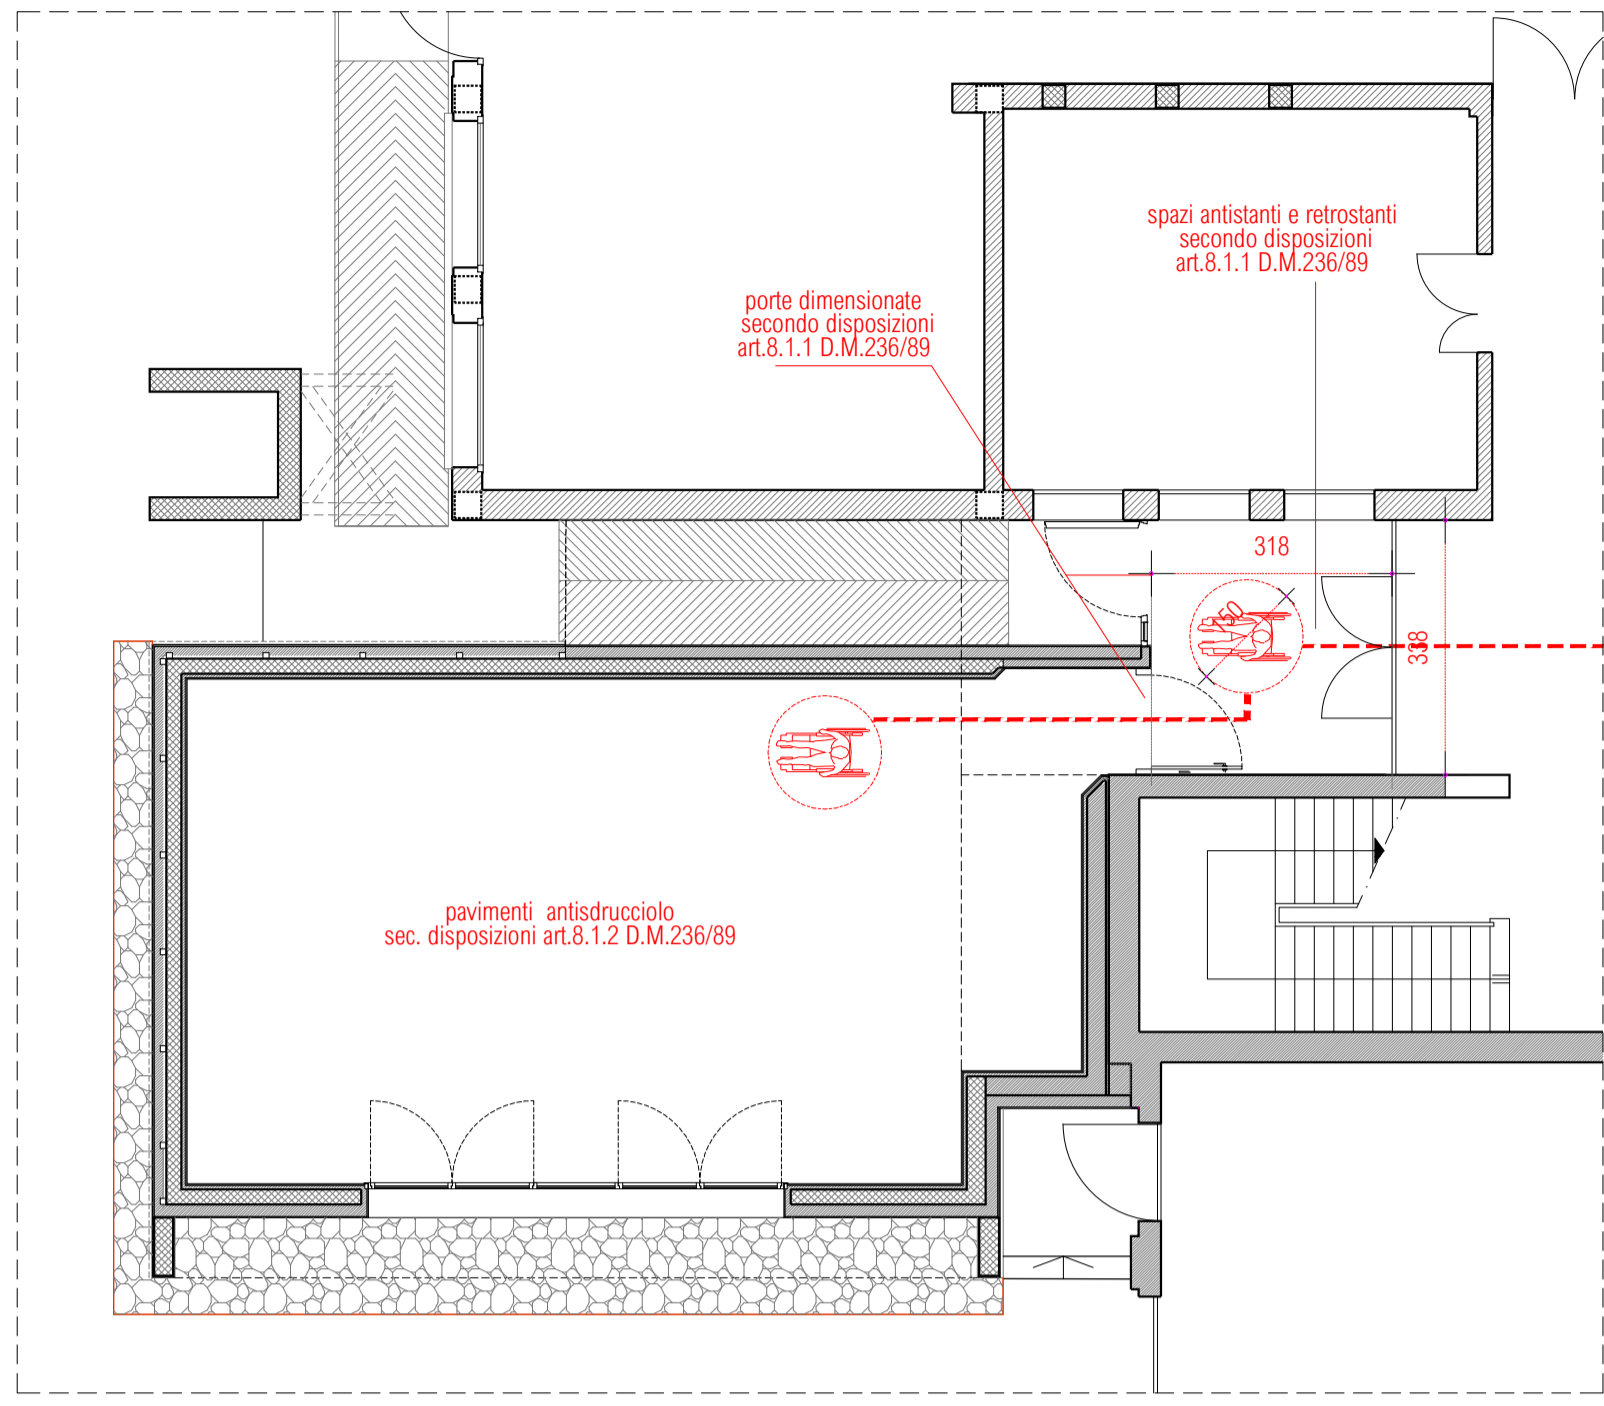 spazi antistanti e retrostanti
secondo disposizioni
art.8.1.1 D.M.236/89
porte dimensionate
secondo disposizioni
art.8.1.1 D.M.236/89
318
150
338
pavimenti antisdrucciolo
sec. disposizioni art.8.1.2 D.M.236/89